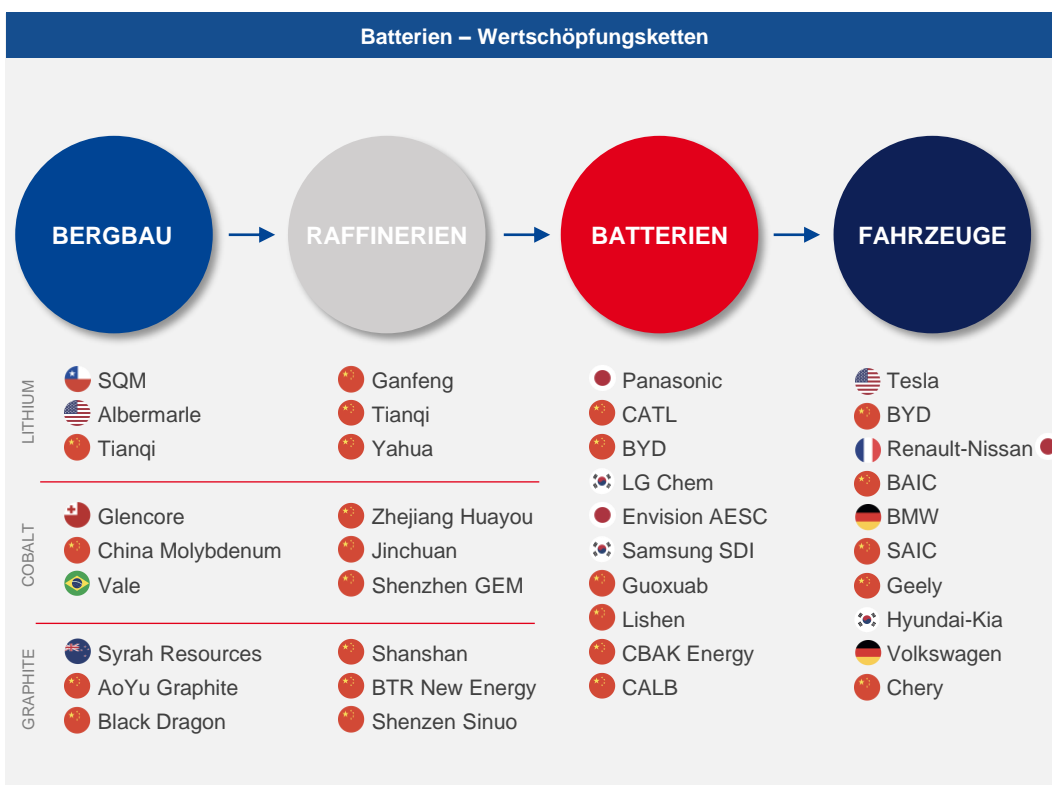 Batterien – Wertschöpfungsketten
BERGBAU
RAFFINERIEN
BATTERIEN
FAHRZEUGE
LITHIUM
SQM
Albermarle
Tianqi
Ganfeng
Tianqi
Yahua
COBALT
Glencore
China Molybdenum
Vale
Zhejiang Huayou
Jinchuan
Shenzhen GEM
GRAPHITE
Syrah Resources
AoYu Graphite
Black Dragon
Shanshan
BTR New Energy
Shenzen Sinuo
Panasonic
CATL
BYD
LG Chem
Envision AESC
Samsung SDI
Guoxuab
Lishen
CBAK Energy
CALB
Tesla
BYD
Renault-Nissan
BAIC
BMW
SAIC
Geely
Hyundai-Kia
Volkswagen
Chery